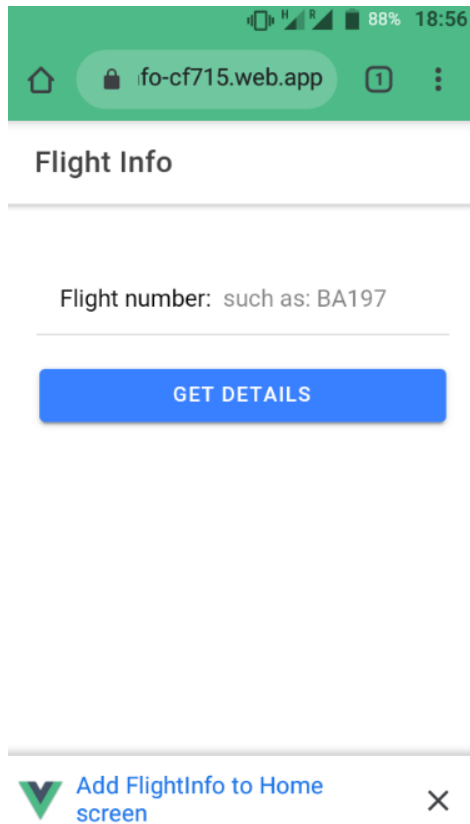 H R 88% 18:56
fo-cf715.web.app 1
Flight Info
Flight number: such as: BA197
GET DETAILS
Add FlightInfo to Home
screen